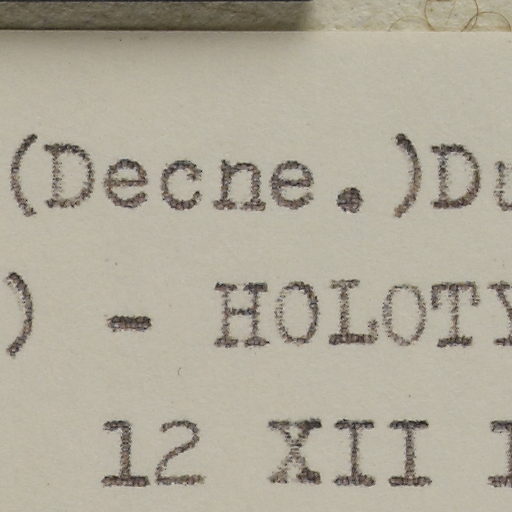 (Decne.)Du
) - HOLOTY
12 XII I